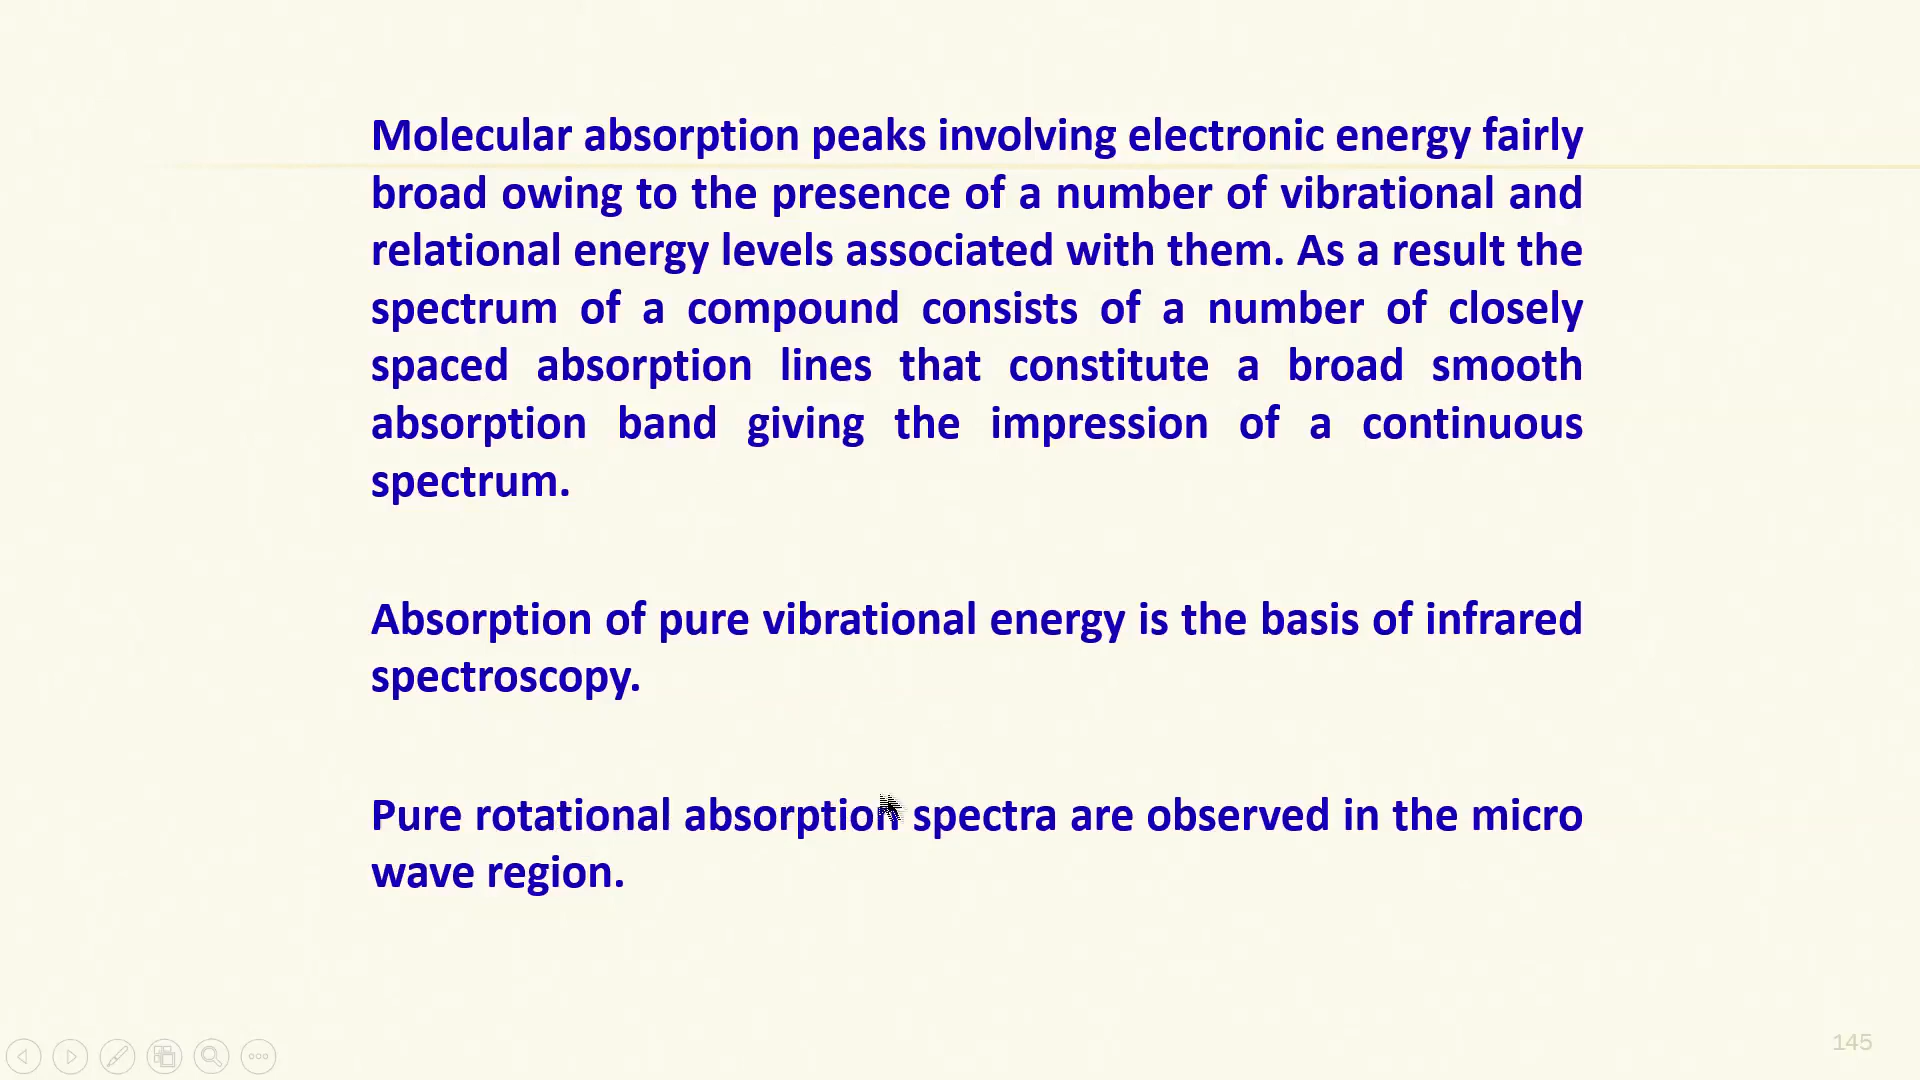 Molecular absorption peaks involving electronic energy fairly
broad owing to the presence of a number of vibrational and
relational energy levels associated with them. As a result the
spectrum of a compound consists of a number of closely
spaced absorption lines that constitute a broad smooth
absorption band giving the impression of a continuous
spectrum.
Absorption of pure vibrational energy is the basis of infrared
spectroscopy.
Pure rotational absorption spectra are observed in the micro
wave region.
145